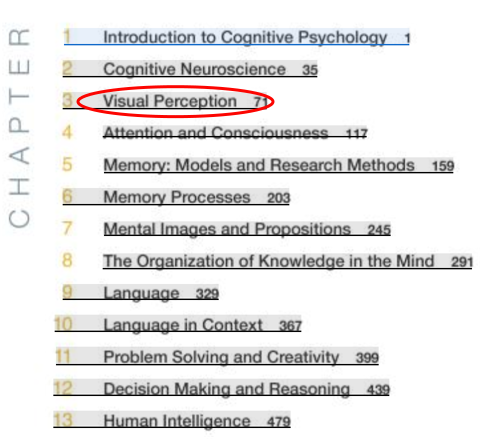 CHAPTER
1 Introduction to Cognitive Psychology 1
2 Cognitive Neuroscience 35
3 Visual Perception 71
4 Attention and Consciousness 117
5 Memory: Models and Research Methods 159
6 Memory Processes 203
7 Mental Images and Propositions 245
8 The Organization of Knowledge in the Mind 291
9 Language 329
10 Language in Context 367
11 Problem Solving and Creativity 399
12 Decision Making and Reasoning 439
13 Human Intelligence 479